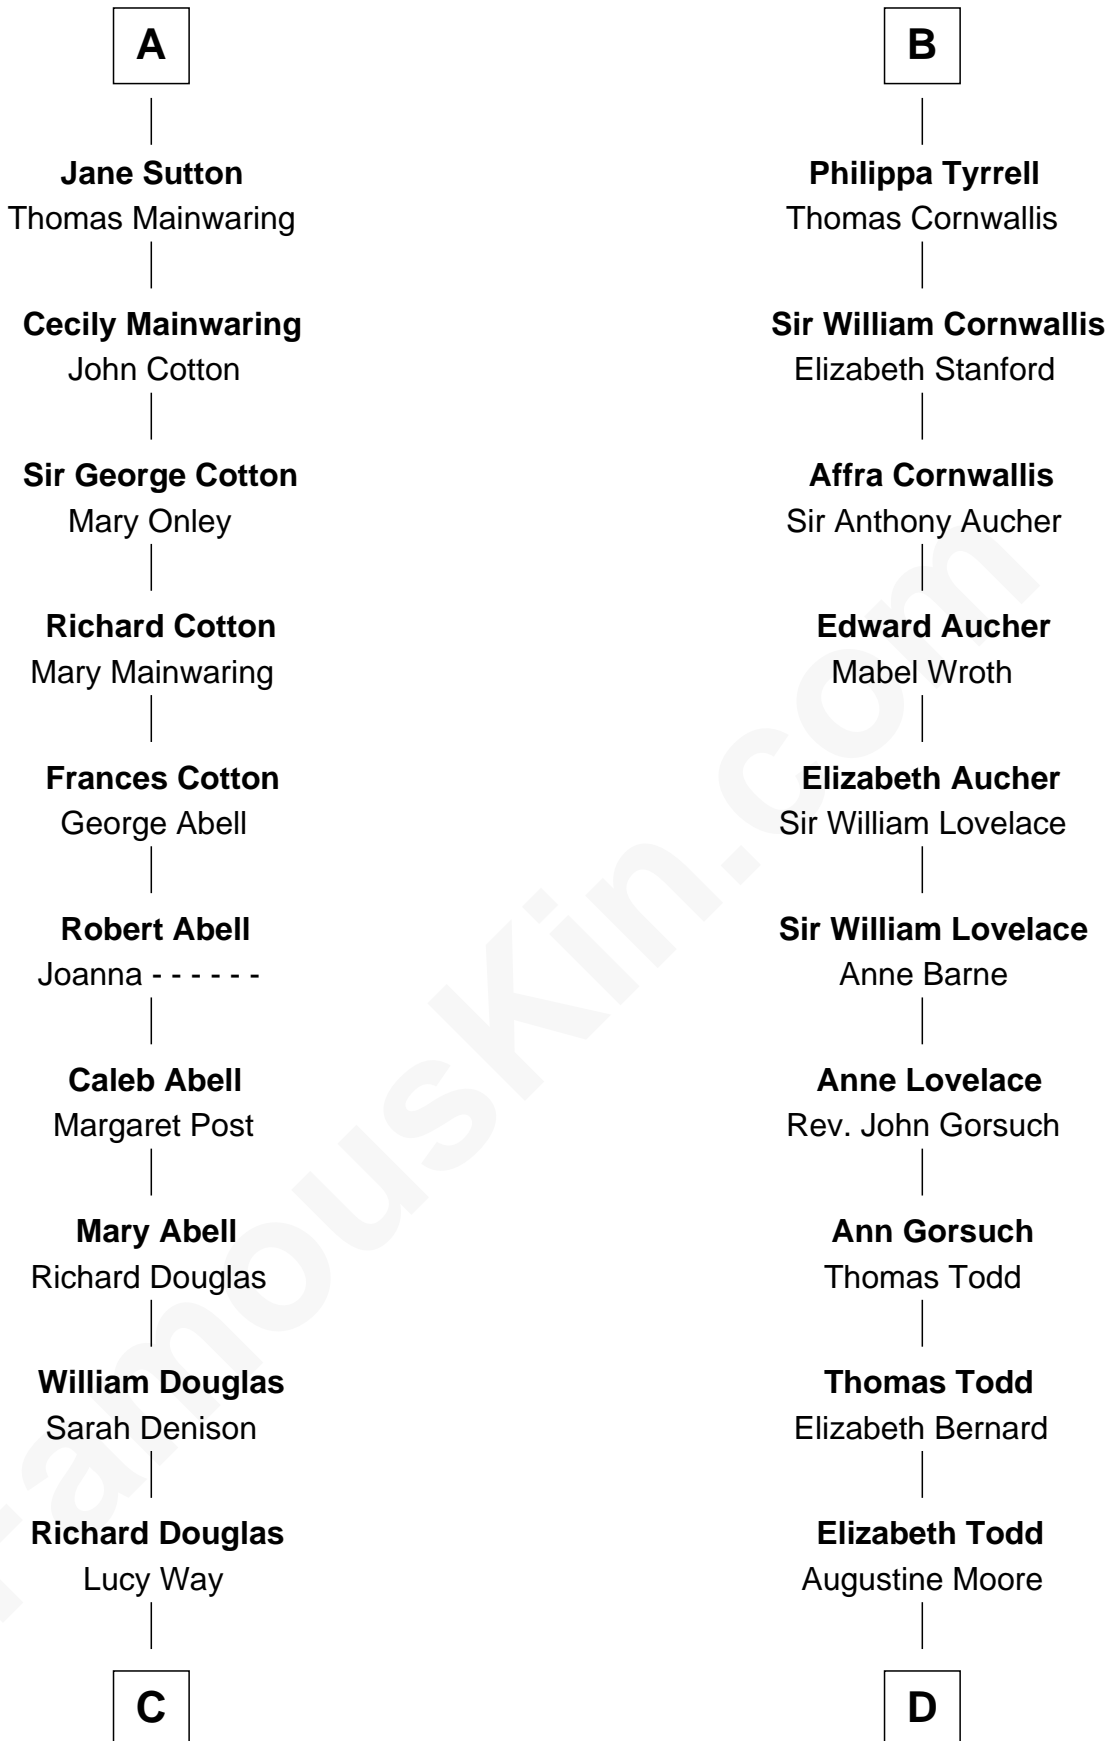 A
Jane Sutton
Thomas Mainwaring
Cecily Mainwaring
John Cotton
Sir George Cotton
Mary Onley
Richard Cotton
Mary Mainwaring
Frances Cotton
George Abell
Robert Abell
Joanna - - - - - -
Caleb Abell
Margaret Post
Mary Abell
Richard Douglas
William Douglas
Sarah Denison
Richard Douglas
Lucy Way
C
B
Philippa Tyrrell
Thomas Cornwallis
Sir William Cornwallis
Elizabeth Stanford
Affra Cornwallis
Sir Anthony Aucher
Edward Aucher
Mabel Wroth
Elizabeth Aucher
Sir William Lovelace
Sir William Lovelace
Anne Barne
Anne Lovelace
Rev. John Gorsuch
Ann Gorsuch
Thomas Todd
Thomas Todd
Elizabeth Bernard
Elizabeth Todd
Augustine Moore
D
FamousKin.com